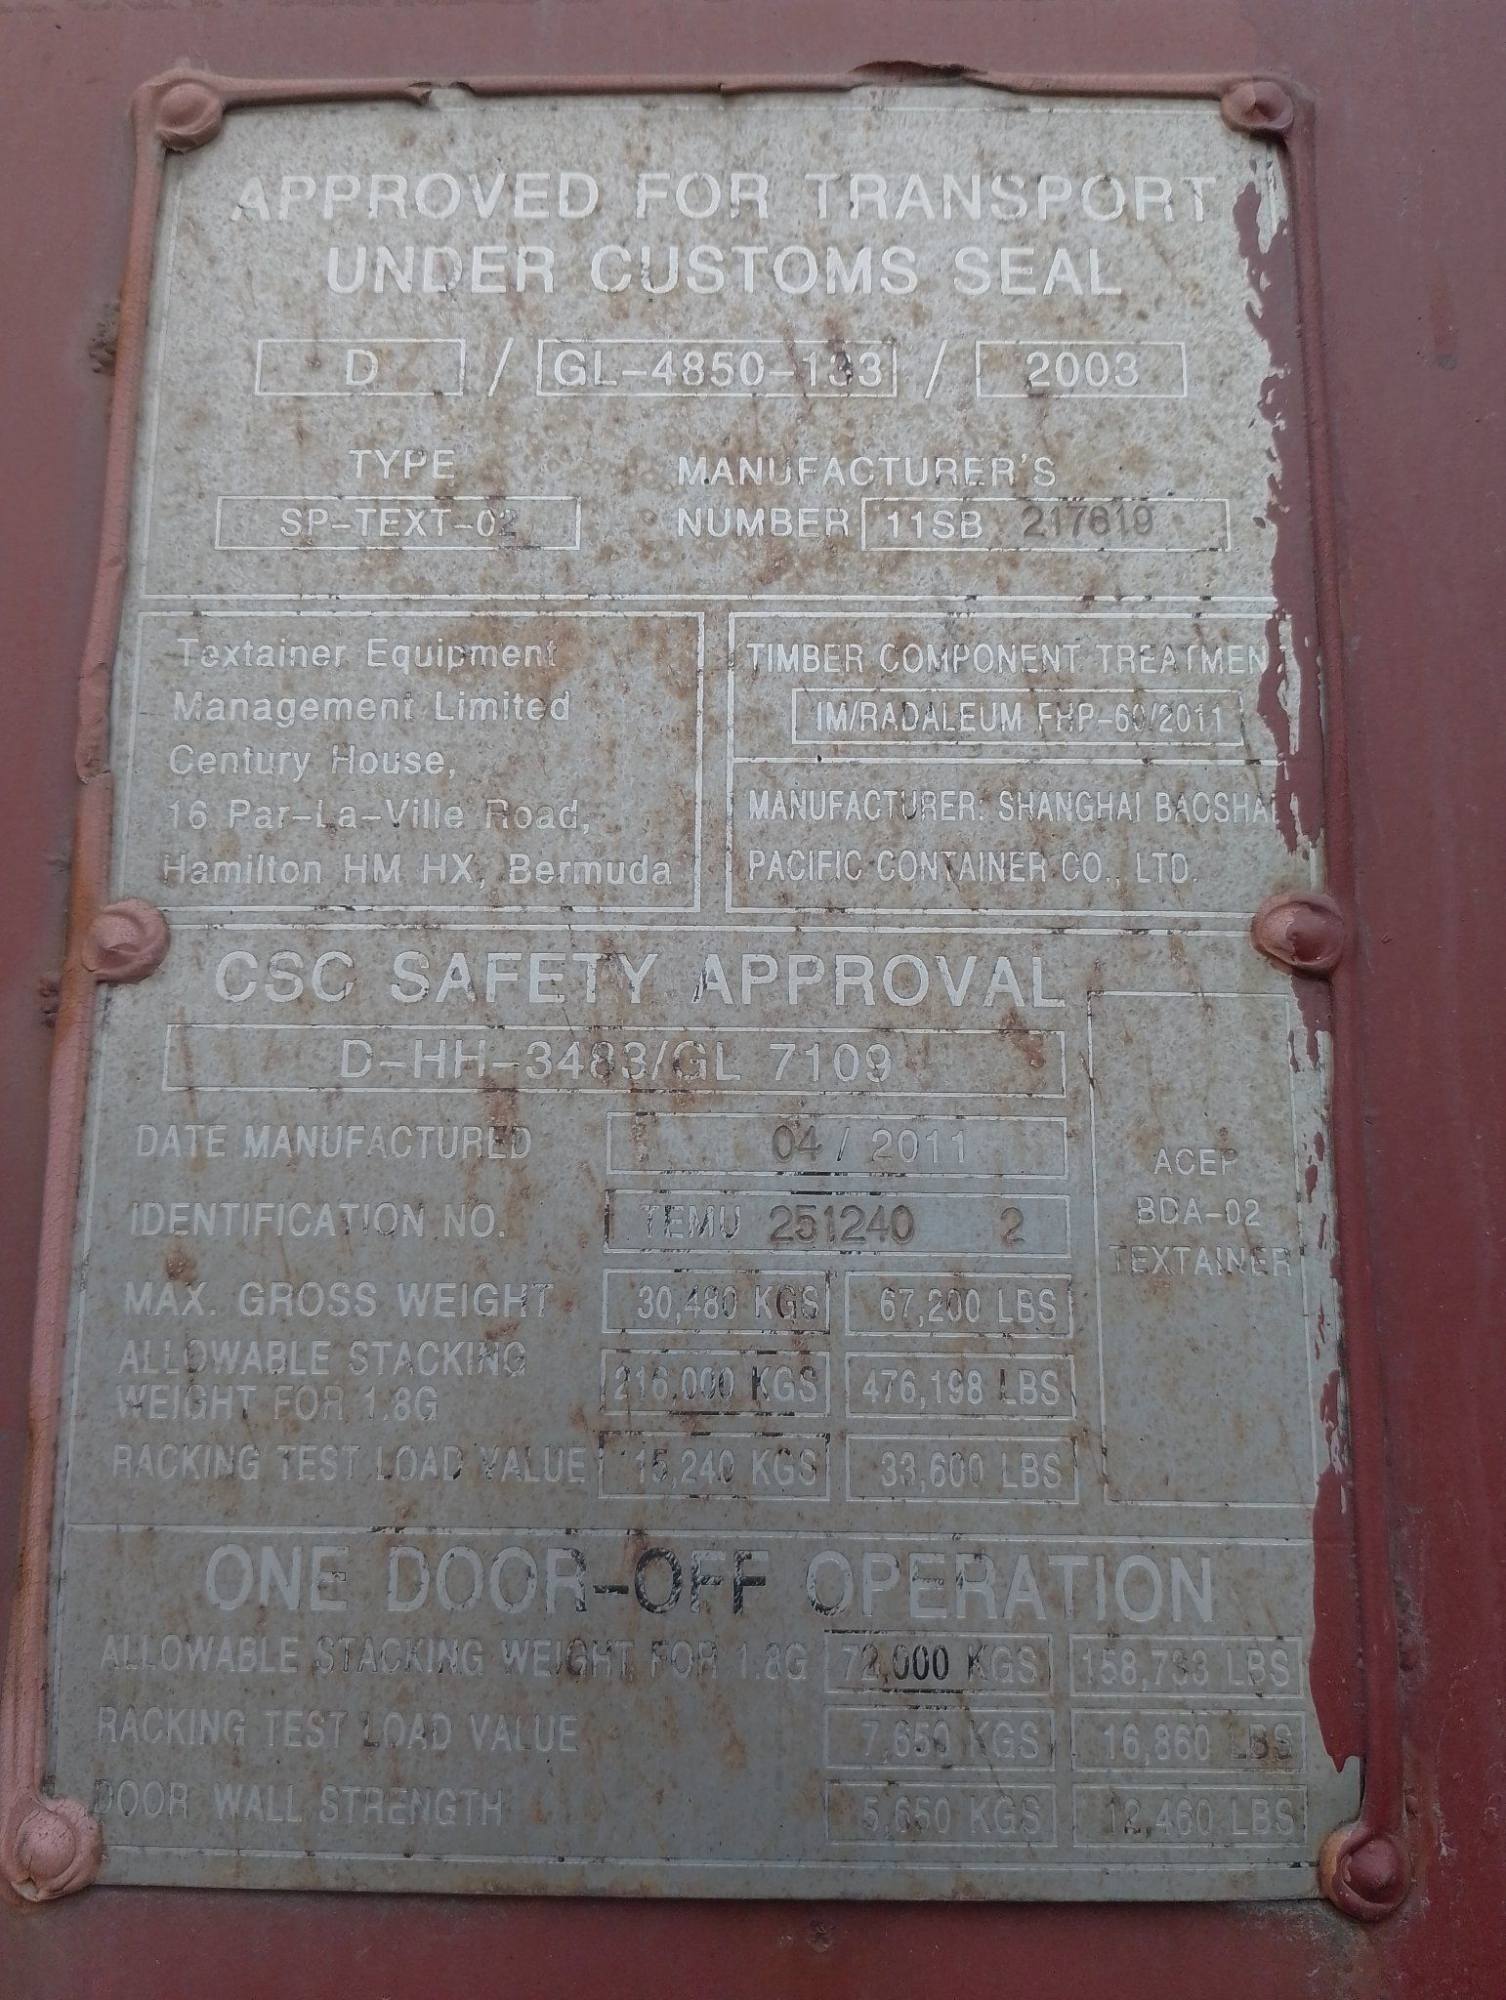 APPROVED FOR TRANSPORT
UNDER CUSTOMS SEAL
D / GL-4850-133 / 2003
TYPE
SP-TEXT-02
MANUFACTURER'S
NUMBER 11SB 217819
Textainer Equipment
Management Limited
Century House,
16 Par-La-Ville Road,
Hamilton HM HX, Bermuda
TIMBER COMPONENT TREATMEN
IM/RADALEUM FHP-60/2011
MANUFACTURER: SHANGHAI BAOSHA
PACIFIC CONTAINER CO., LTD.
CSC SAFETY APPROVAL
D-HH-3483/GL 7109
DATE MANUFACTURED 04 / 2011
IDENTIFICATION NO. TEMU 251240 2
MAX. GROSS WEIGHT 30,480 KGS 67,200 LBS
ALLOWABLE STACKING
WEIGHT FOR 1.8G 216,000 KGS 476,198 LBS
RACKING TEST LOAD VALUE 15,240 KGS 33,600 LBS
ACEP
BDA-02
TEXTAINER
ONE DOOR-OFF OPERATION
ALLOWABLE STACKING WEIGHT FOR 1.8G 72,000 KGS 158,733 LBS
RACKING TEST LOAD VALUE 7,650 KGS 16,860 LBS
DOOR WALL STRENGTH 5,650 KGS 12,460 LBS